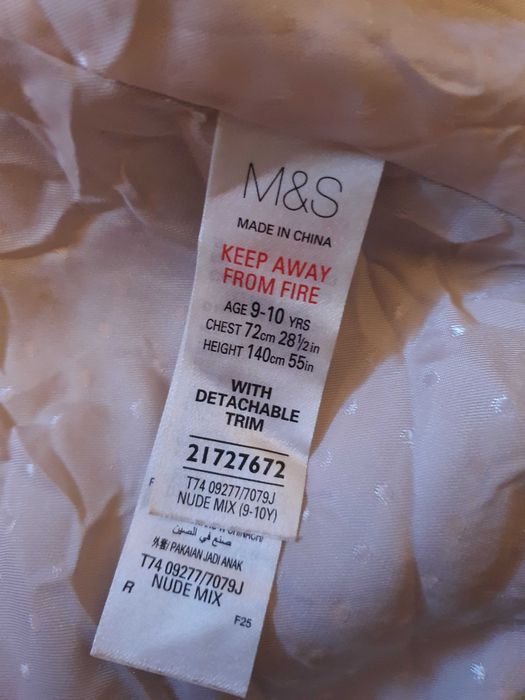 M&S
MADE IN CHINA
KEEP AWAY
FROM FIRE
AGE 9-10 YRS
CHEST 72cm 28½in
HEIGHT 140cm 55in
WITH
DETACHABLE
TRIM
21727672
T74 09277/7079J
NUDE MIX (9-10Y)
صنع في الصين
外套/ PAKAIAN JADI ANAK
T74 09277/7079J
NUDE MIX
R
F25